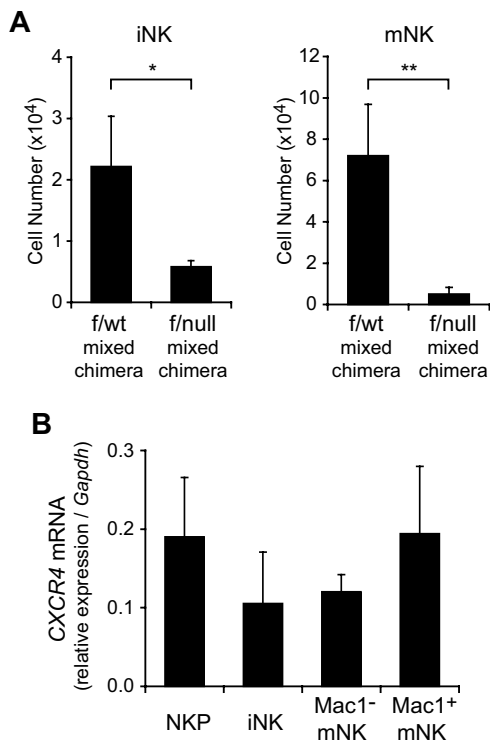 A
iNK
mNK
*
**
Cell Number (x10⁴)
3
4
2
1
0
Cell Number (x10⁴)
12
10
8
6
4
2
0
f/wt
mixed
chimera
f/null
mixed
chimera
f/wt
mixed
chimera
f/null
mixed
chimera
B
CXCR4 mRNA
(relative expression / Gapdh)
0.3
0.2
0.1
0.0
NKP
iNK
Mac1⁻
mNK
Mac1⁺
mNK